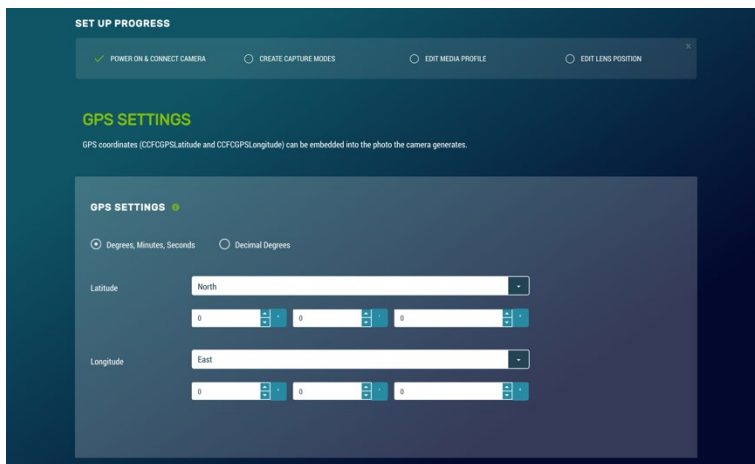 SET UP PROGRESS
POWER ON & CONNECT CAMERA CREATE CAPTURE MODES EDIT MEDIA PROFILE EDIT LENS POSITION
GPS SETTINGS
GPS coordinates (CCFCGPSLatitude and CCFCGPSLongitude) can be embedded into the photo the camera generates.
GPS SETTINGS
Degrees, Minutes, Seconds Decimal Degrees
Latitude North
0 ° 0 ' 0 "
Longitude East
0 ° 0 ' 0 "